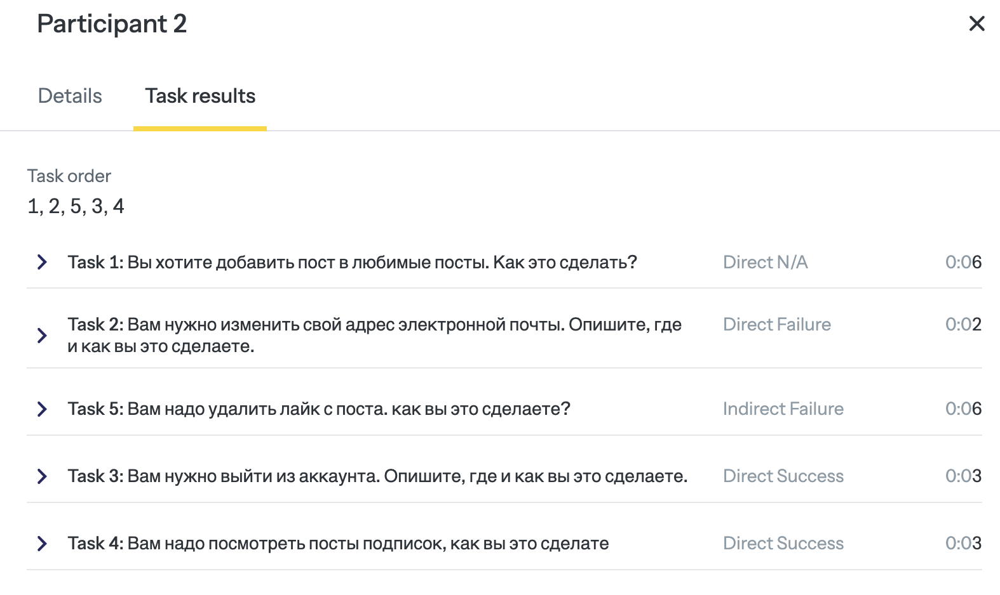 Participant 2
Details
Task results
Task order
1, 2, 5, 3, 4
Task 1: Вы хотите добавить пост в любимые посты. Как это сделать? Direct N/A 0:06
Task 2: Вам нужно изменить свой адрес электронной почты. Опишите, где Direct Failure 0:02
и как вы это сделаете.
Task 5: Вам надо удалить лайк с поста. как вы это сделаете? Indirect Failure 0:06
Task 3: Вам нужно выйти из аккаунта. Опишите, где и как вы это сделаете. Direct Success 0:03
Task 4: Вам надо посмотреть посты подписок, как вы это сделате Direct Success 0:03